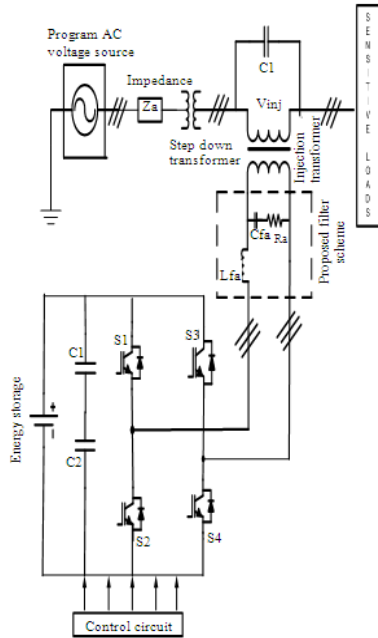 Program AC
voltage source
Impedance
Za
Step down
transformer
C1
Vinj
Injection
transformer
SENSITIVE LOADS
Cfa
Ra
Lfa
Proposed filter
scheme
Energy storage
+
C1
C2
S1
S3
S2
S4
Control circuit